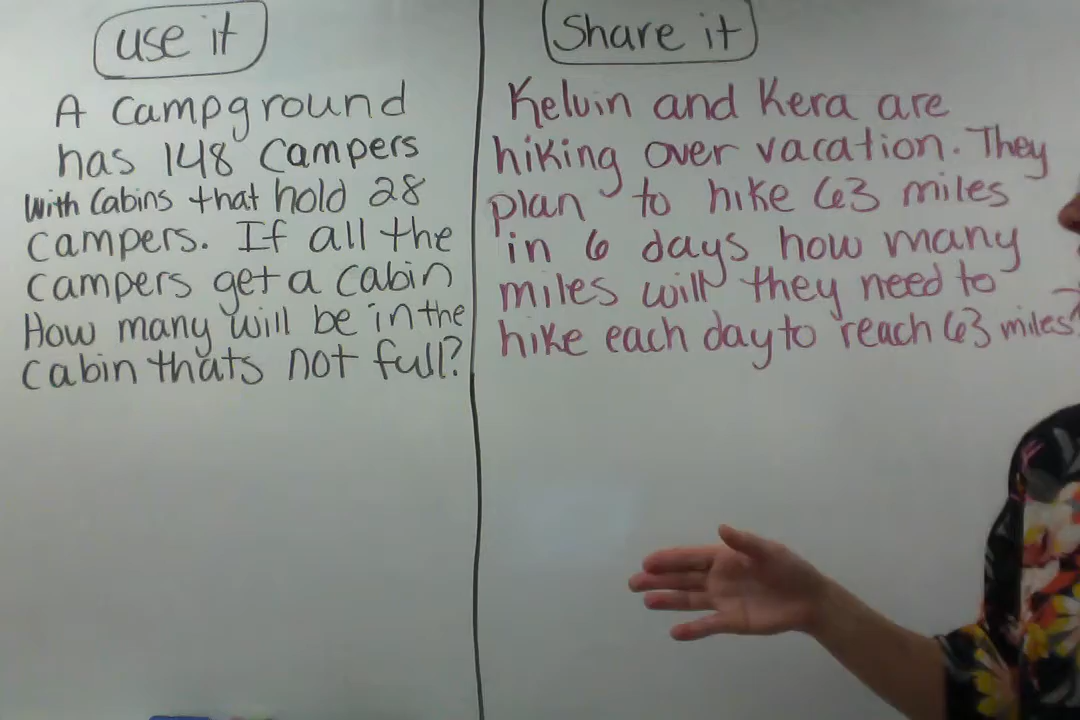 use it
A campground
has 148 campers
with cabins that hold 28
campers. If all the
campers get a cabin
How many will be in the
cabin thats not full?
Share it
Kelvin and Kera are
hiking over vacation. They
plan to hike 63 miles
in 6 days how many
miles will they need to
hike each day to reach 63 miles?